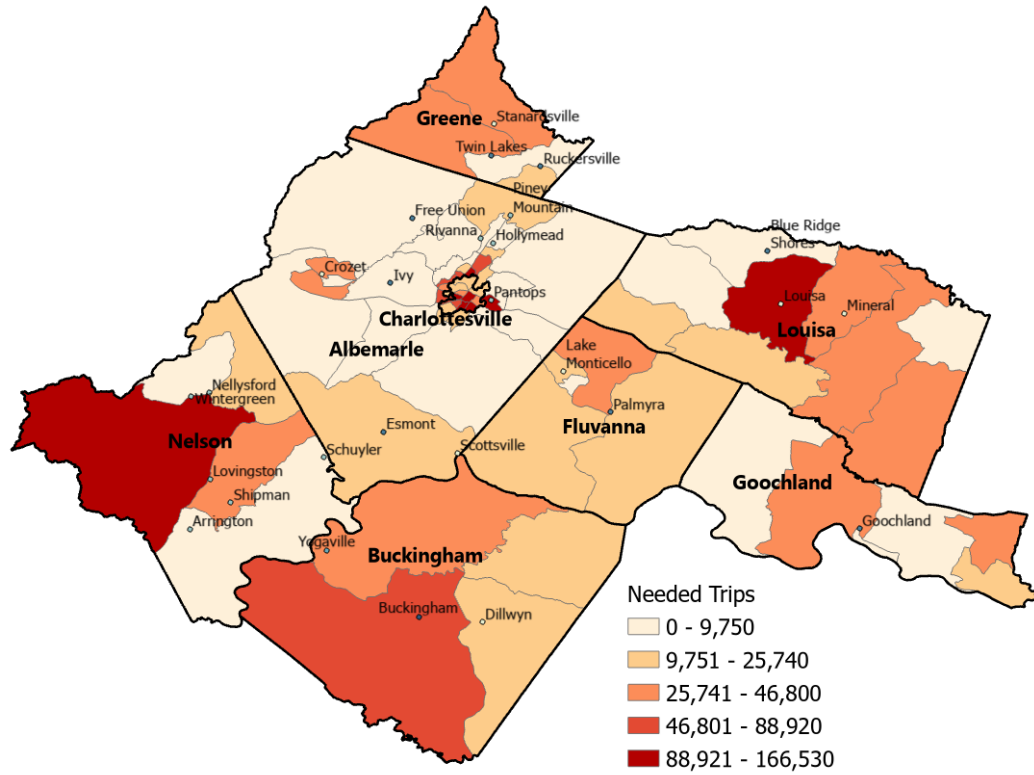 Greene
Stanardsville
Twin Lakes
Ruckersville
Piney
Mountain
Free Union
Rivanna
Hollymead
Blue Ridge
Shores
Crozet
Ivy
Pantops
Louisa
Mineral
Charlottesville
Louisa
Albemarle
Lake
Monticello
Nellysford
Wintergreen
Palmyra
Fluvanna
Esmont
Nelson
Schuyler
Scottsville
Lovingston
Goochland
Shipman
Arrington
Goochland
Yogaville
Buckingham
Buckingham
Dillwyn
Needed Trips
0 - 9,750
9,751 - 25,740
25,741 - 46,800
46,801 - 88,920
88,921 - 166,530